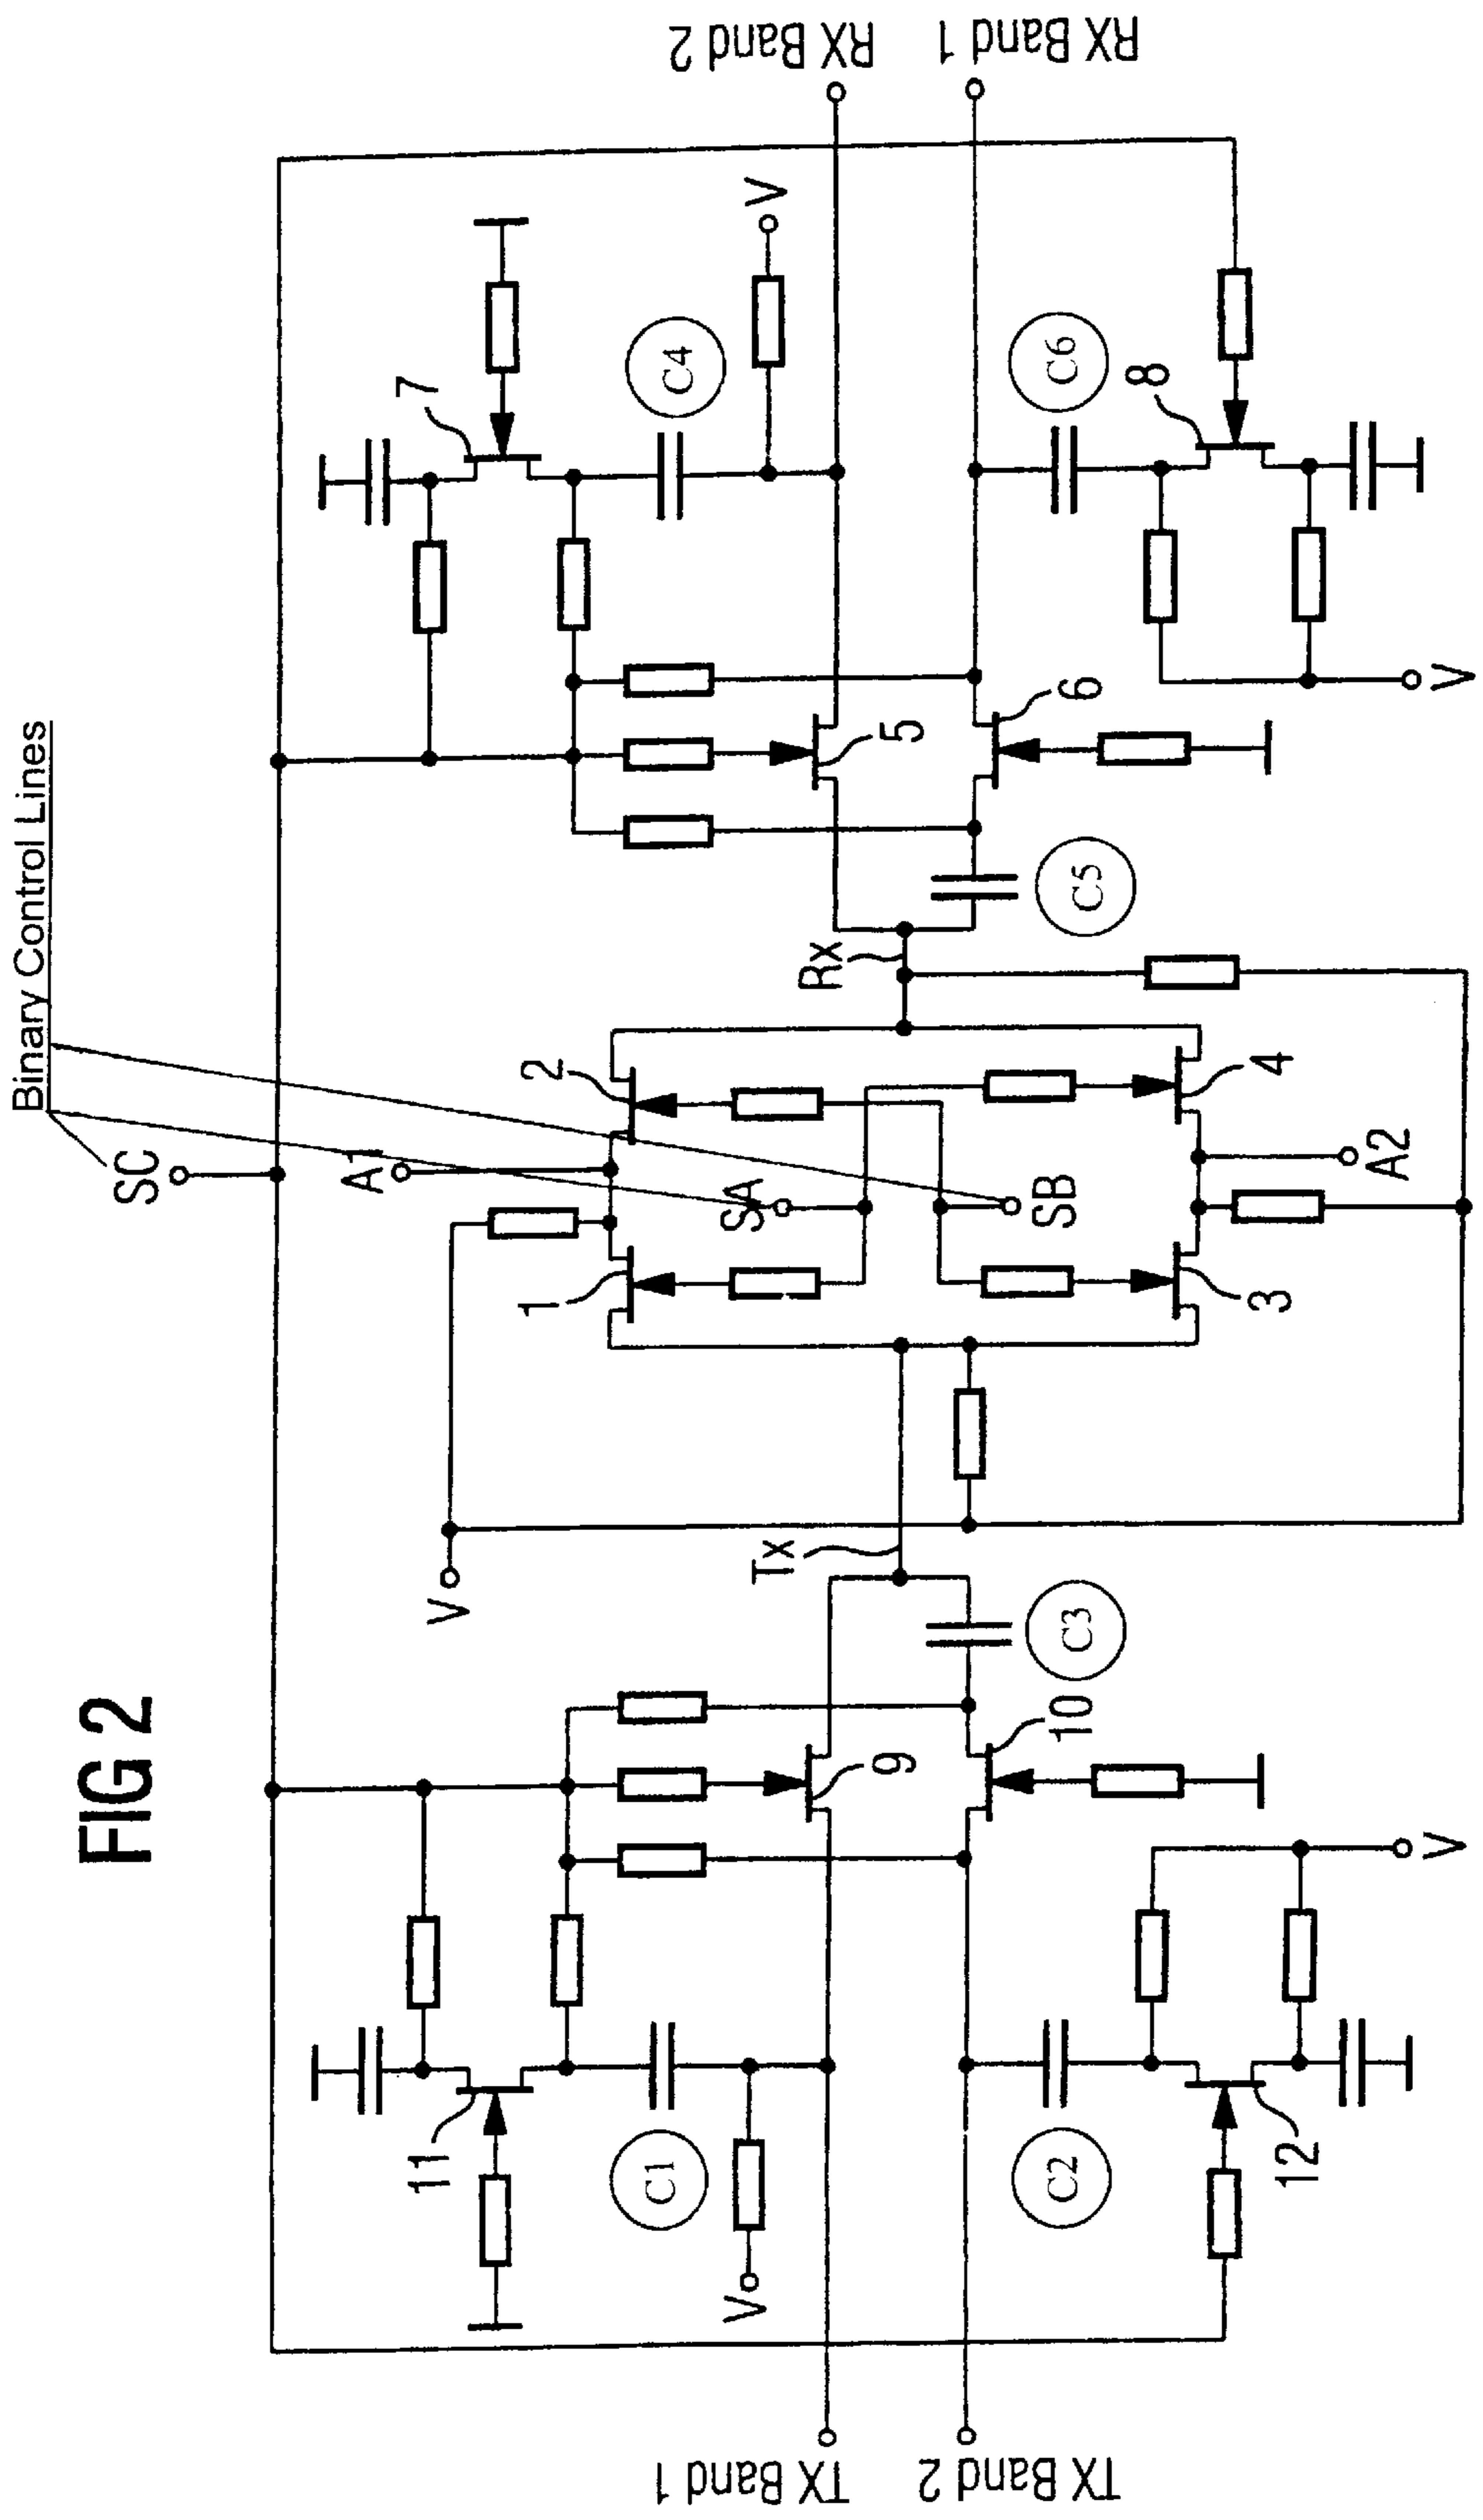 FIG 2
Binary Control Lines
SC
A1
SA
SB
A2
V
V
V
V
V
TX Band 1
TX Band 2
RX Band 2
RX Band 1
Tx
Rx
1
2
3
4
5
6
7
8
9
10
11
12
C1
C2
C3
C4
C5
C6